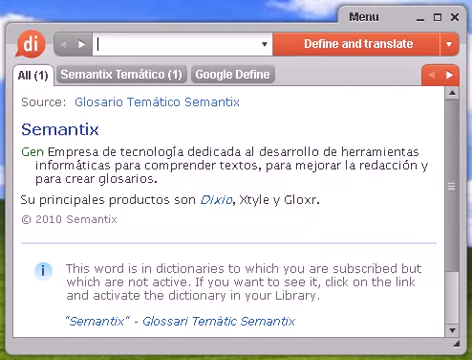 Menu
di
Define and translate
All (1) Semantix Temático (1) Google Define
Source: Glosario Temático Semantix
Semantix
Gen Empresa de tecnología dedicada al desarrollo de herramientas
informáticas para comprender textos, para mejorar la redacción y
para crear glosarios.
Su principales productos son Dixio, Xtyle y Gloxr.
© 2010 Semantix
i
This word is in dictionaries to which you are subscribed but
which are not active. If you want to see it, click on the link
and activate the dictionary in your Library.
"Semantix" - Glossari Temàtic Semantix